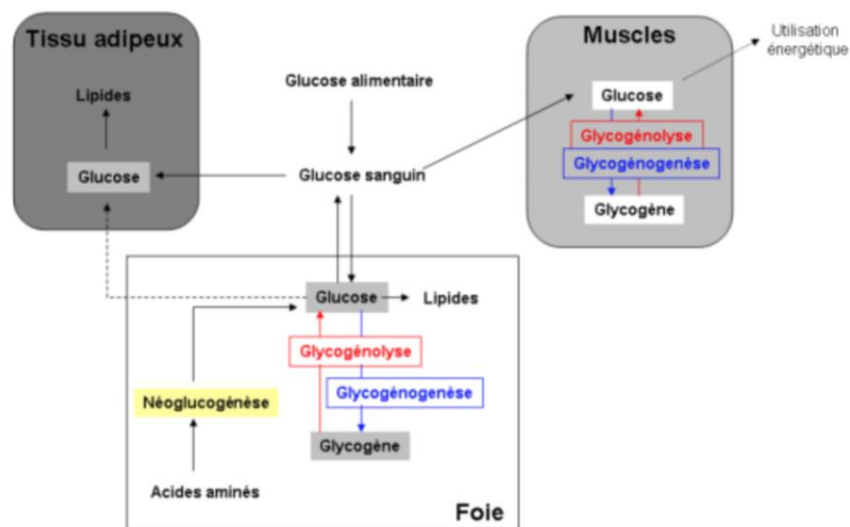 Tissu adipeux
Lipides
Glucose
Glucose alimentaire
Glucose sanguin
Muscles
Utilisation
énergétique
Glucose
Glycogénolyse
Glycogénogenèse
Glycogène
Glucose
Lipides
Glycogénolyse
Glycogénogenèse
Néoglucogénèse
Glycogène
Acides aminés
Foie